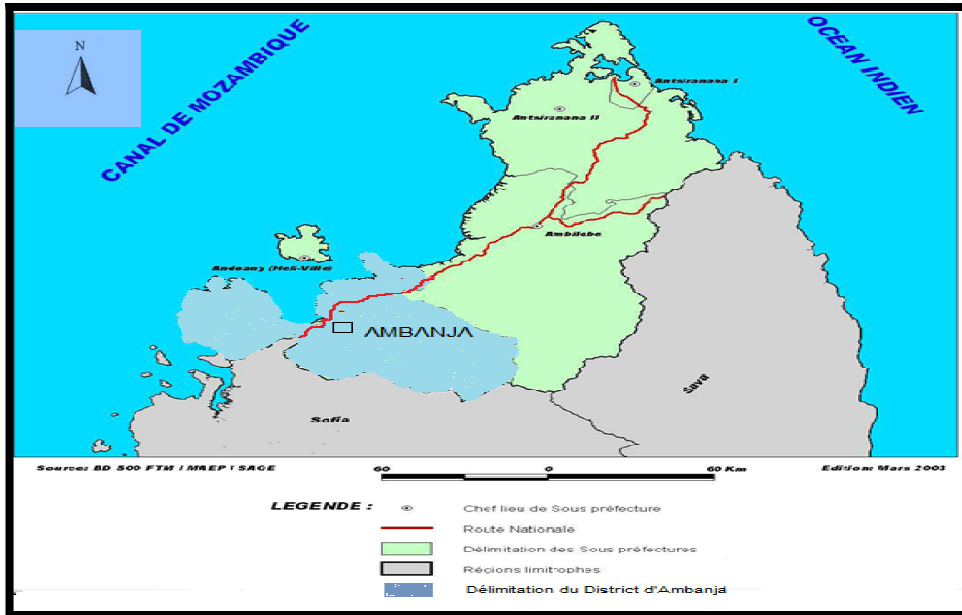 N
CANAL DE MOZAMBIQUE
OCEAN INDIEN
Antsiranana I
Antsiranana II
Ambilobe
Andoany (Hell-Ville)
AMBANJA
Sava
Sofia
Source: BD 500 FTM / MAEP / SAGE
60 0 60 Km
Edition: Mars 2003
LEGENDE :
Chef lieu de Sous préfecture
Route Nationale
Délimitation des Sous préfectures
Régions limitrophes
Délimitation du District d'Ambanja